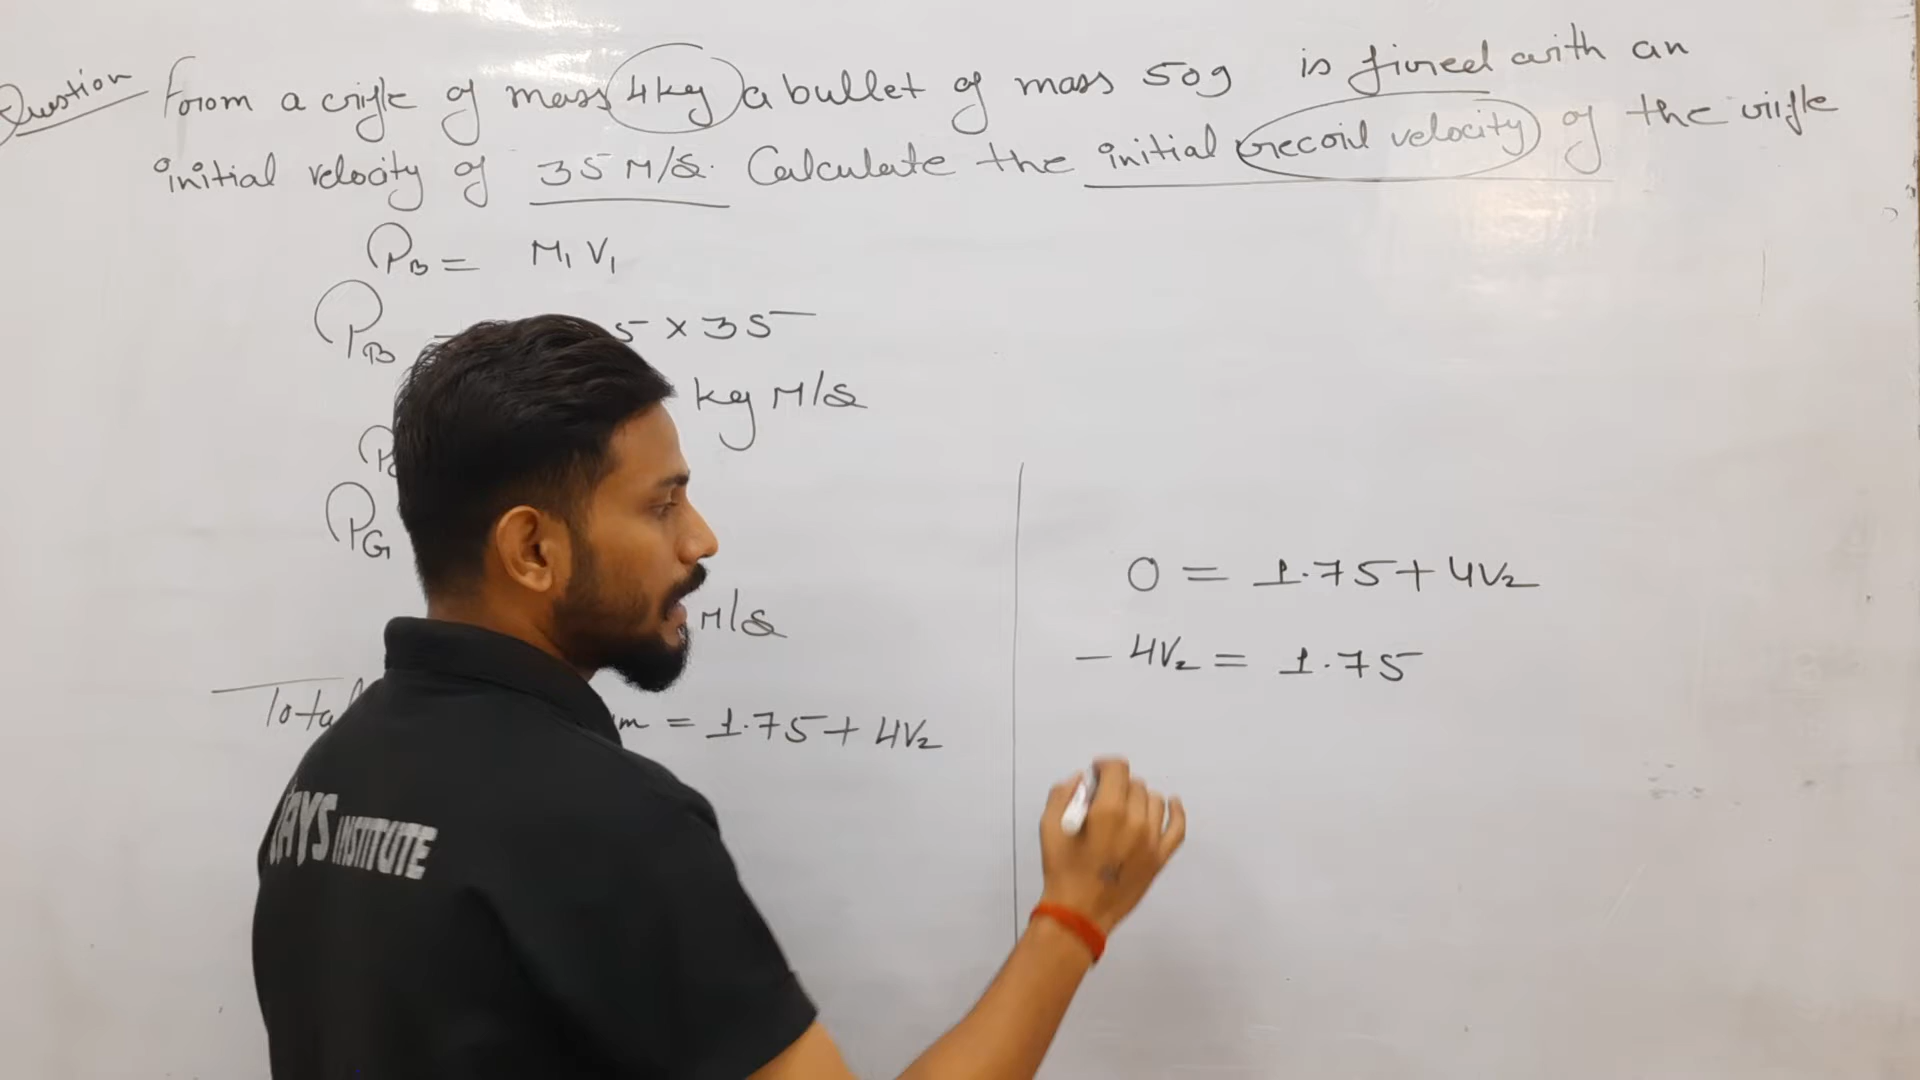 Question From a rifle of mass 4kg a bullet of mass 50g is fired with an
initial velocity of 35 M/S. Calculate the initial recoil velocity of the rifle
PB = M1 V1
PB 5 × 35
kg M/S
PG
M/S
Total m = 1.75 + 4V2
0 = 1.75 + 4V2
- 4V2 = 1.75
INSTITUTE